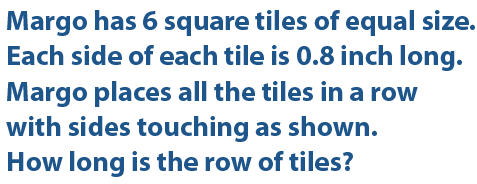 Margo has 6 square tiles of equal size.
Each side of each tile is 0.8 inch long.
Margo places all the tiles in a row
with sides touching as shown.
How long is the row of tiles?